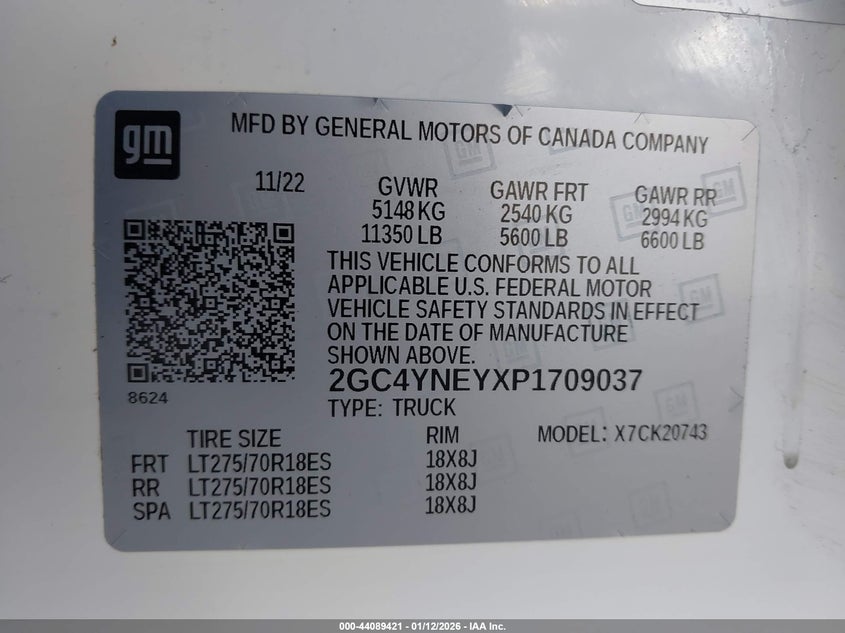 gm
MFD BY GENERAL MOTORS OF CANADA COMPANY
11/22 GVWR GAWR FRT GAWR RR
5148 KG 2540 KG 2994 KG
11350 LB 5600 LB 6600 LB
THIS VEHICLE CONFORMS TO ALL
APPLICABLE U.S. FEDERAL MOTOR
VEHICLE SAFETY STANDARDS IN EFFECT
ON THE DATE OF MANUFACTURE
SHOWN ABOVE.
2GC4YNEYXP1709037
8624
TYPE: TRUCK
TIRE SIZE RIM MODEL: X7CK20743
FRT LT275/70R18ES 18X8J
RR LT275/70R18ES 18X8J
SPA LT275/70R18ES 18X8J
000-44089421 - 01/12/2026 - IAA Inc.